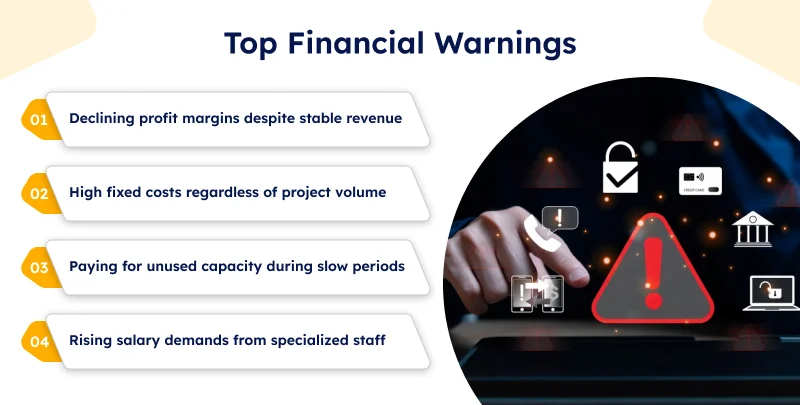 Top Financial Warnings
01
Declining profit margins despite stable revenue
02
High fixed costs regardless of project volume
03
Paying for unused capacity during slow periods
04
Rising salary demands from specialized staff
CREDIT CARD